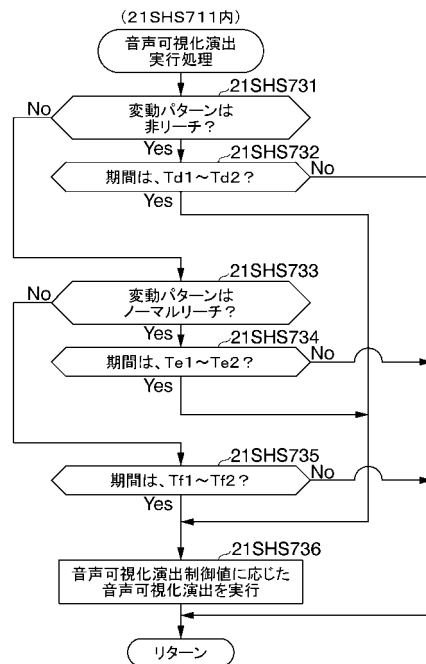 (21SHS711内)
音声可視化演出
実行処理
21SHS731
No
変動パターンは
非リーチ?
Yes
21SHS732
期間は、Td1~Td2?
No
Yes
21SHS733
No
変動パターンは
ノーマルリーチ?
Yes
21SHS734
期間は、Te1~Te2?
No
Yes
21SHS735
期間は、Tf1~Tf2?
No
Yes
21SHS736
音声可視化演出制御値に応じた
音声可視化演出を実行
リターン